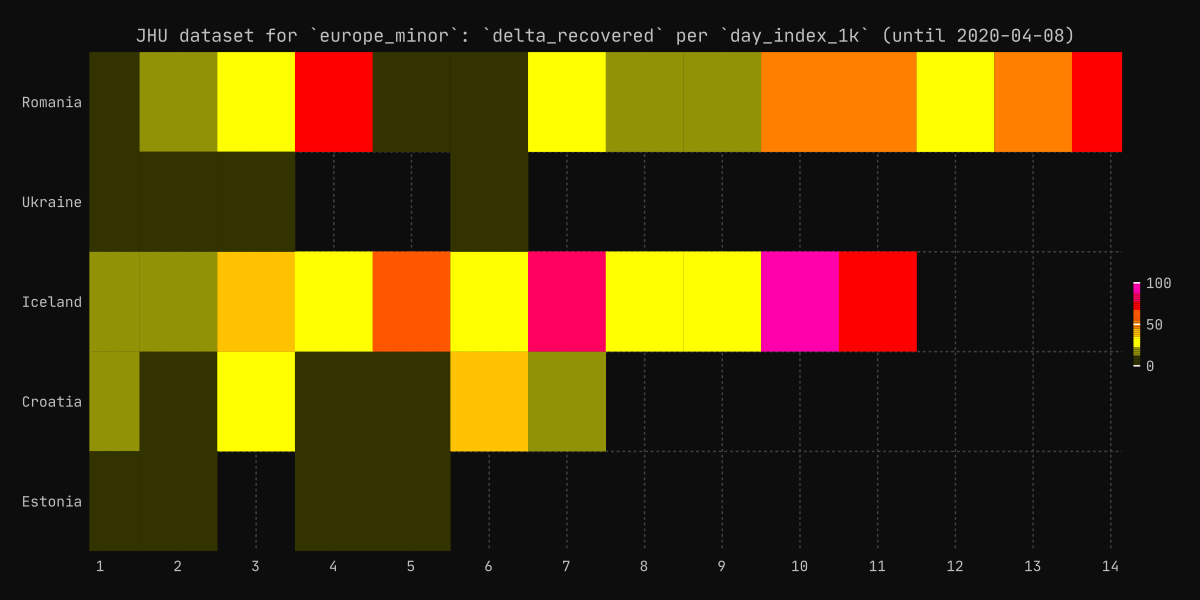 JHU dataset for `europe_minor`: `delta_recovered` per `day_index_1k` (until 2020-04-08)
Romania
Ukraine
Iceland
Croatia
Estonia
100
50
0
1 2 3 4 5 6 7 8 9 10 11 12 13 14